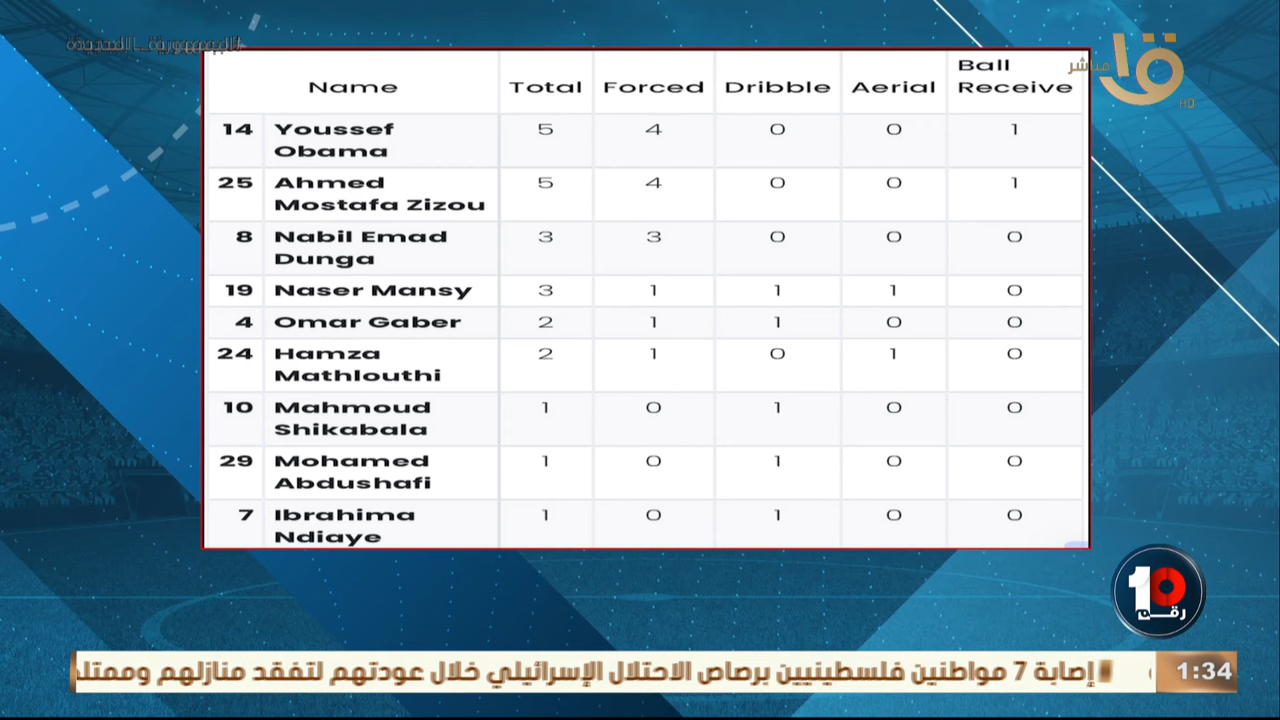 الجمهورية الجديدة
مباشر
HD
Name Total Forced Dribble Aerial Ball Receive
14 Youssef Obama 5 4 0 0 1
25 Ahmed Mostafa Zizou 5 4 0 0 1
8 Nabil Emad Dunga 3 3 0 0 0
19 Naser Mansy 3 1 1 1 0
4 Omar Gaber 2 1 1 0 0
24 Hamza Mathlouthi 2 1 0 1 0
10 Mahmoud Shikabala 1 0 1 0 0
29 Mohamed Abdushafi 1 0 1 0 0
7 Ibrahima Ndiaye 1 0 1 0 0
10
رقم
إصابة 7 مواطنين فلسطينيين برصاص الاحتلال الإسرائيلي خلال عودتهم لتفقد منازلهم
1:34